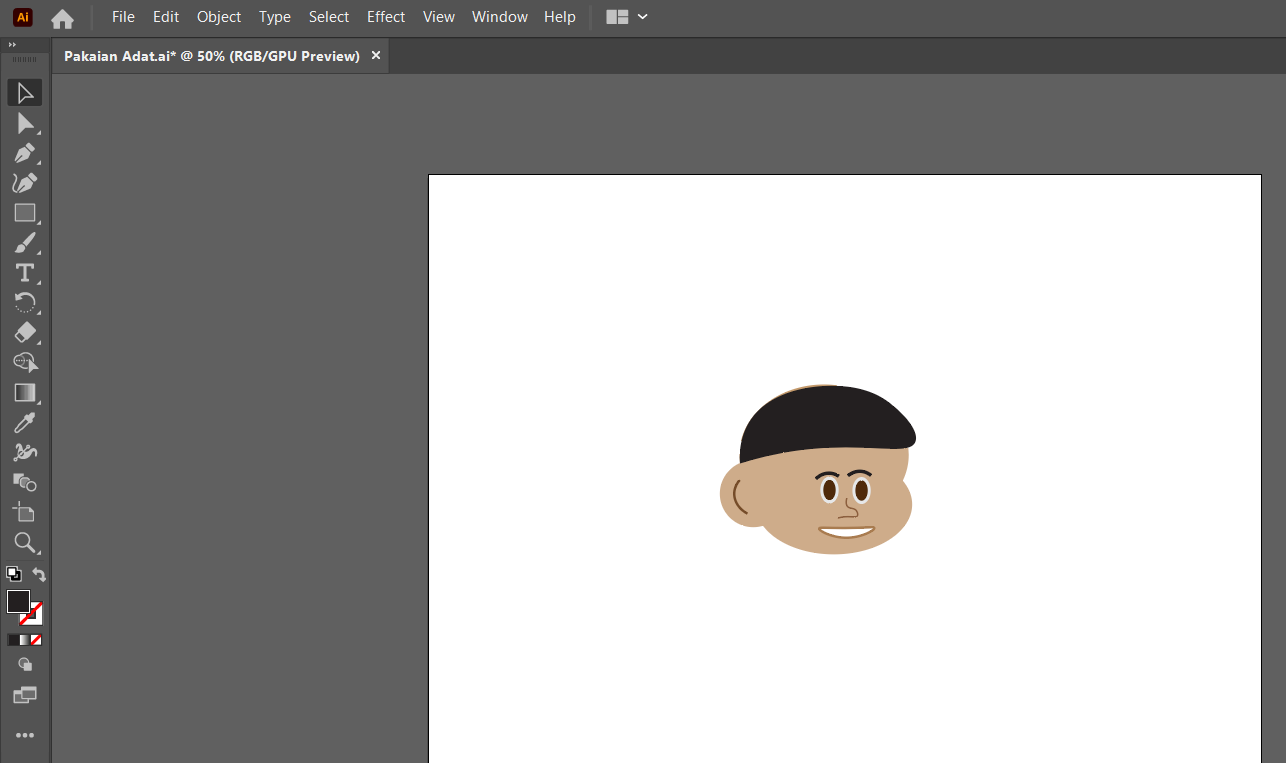 Ai File Edit Object Type Select Effect View Window Help
Pakaian Adat.ai* @ 50% (RGB/GPU Preview) ×